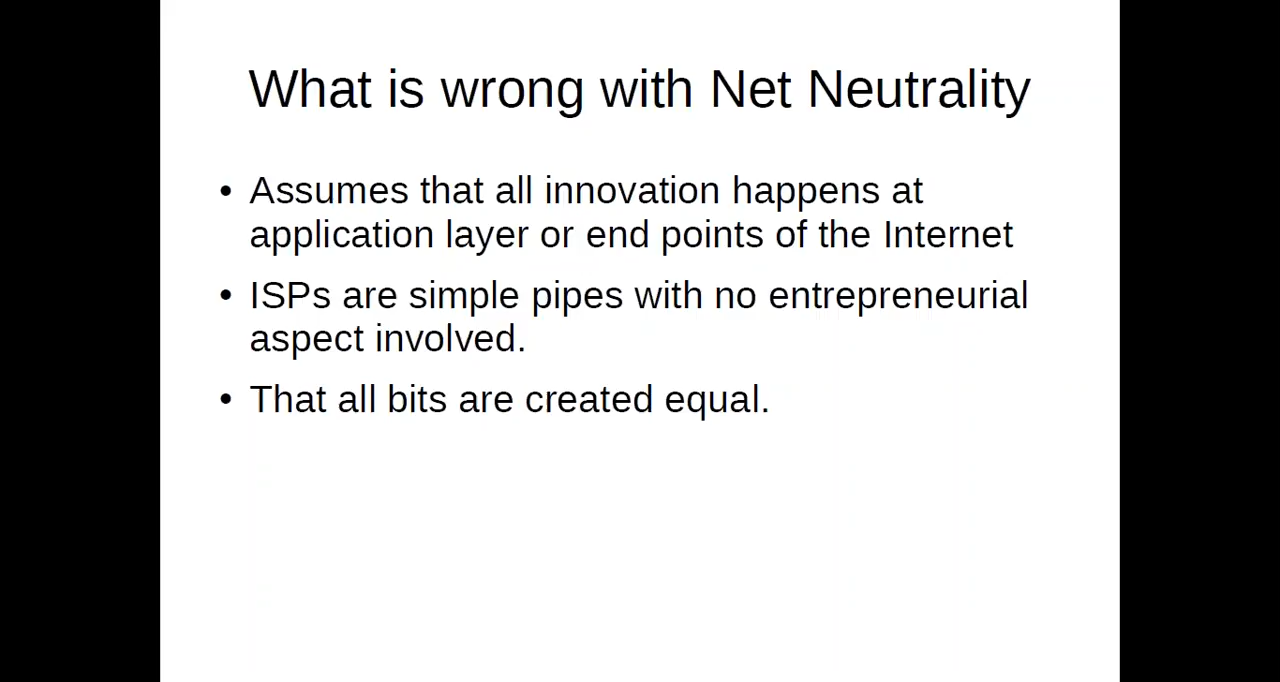 What is wrong with Net Neutrality
• Assumes that all innovation happens at
application layer or end points of the Internet
• ISPs are simple pipes with no entrepreneurial
aspect involved.
• That all bits are created equal.